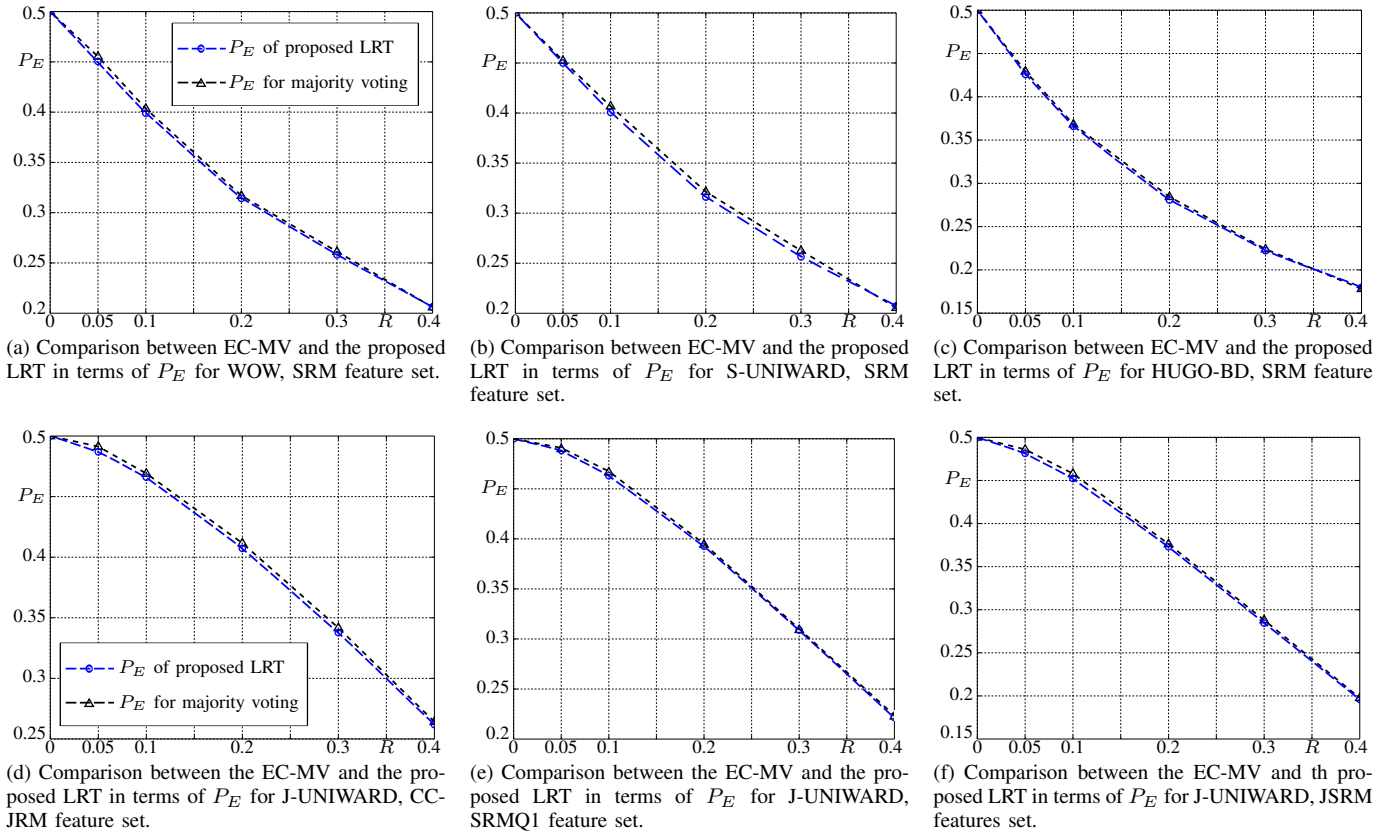 0.5
P_E
0.4
0.35
0.3
0.25
0.2
0 0.05 0.1 0.2 0.3 R 0.4
P_E of proposed LRT
P_E for majority voting
(a) Comparison between EC-MV and the proposed
LRT in terms of P_E for WOW, SRM feature set.
0.5
P_E
0.4
0.35
0.3
0.25
0.2
0 0.05 0.1 0.2 0.3 R 0.4
(b) Comparison between EC-MV and the proposed
LRT in terms of P_E for S-UNIWARD, SRM
feature set.
0.5
P_E
0.4
0.35
0.3
0.25
0.2
0.15
0 0.05 0.1 0.2 0.3 R 0.4
(c) Comparison between EC-MV and the proposed
LRT in terms of P_E for HUGO-BD, SRM feature
set.
0.5
P_E
0.4
0.35
0.3
0.25
0 0.05 0.1 0.2 0.3 R 0.4
P_E of proposed LRT
P_E for majority voting
(d) Comparison between the EC-MV and the pro-
posed LRT in terms of P_E for J-UNIWARD, CC-
JRM feature set.
0.5
P_E
0.4
0.35
0.3
0.25
0.2
0 0.05 0.1 0.2 0.3 R 0.4
(e) Comparison between the EC-MV and the pro-
posed LRT in terms of P_E for J-UNIWARD,
SRMQ1 feature set.
0.5
P_E
0.4
0.35
0.3
0.25
0.2
0.15
0 0.05 0.1 0.2 0.3 R 0.4
(f) Comparison between the EC-MV and th pro-
posed LRT in terms of P_E for J-UNIWARD, JSRM
features set.